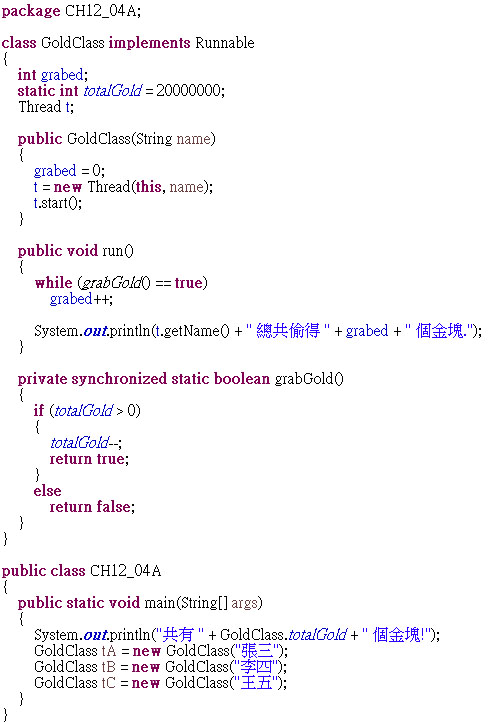 package CH12_04A;
class GoldClass implements Runnable
{
int grabed;
static int totalGold = 20000000;
Thread t;
public GoldClass(String name)
{
grabed = 0;
t = new Thread(this, name);
t.start();
}
public void run()
{
while (grabGold() == true)
grabed++;
System.out.println(t.getName() + " 總共偷得 " + grabed + " 個金塊.");
}
private synchronized static boolean grabGold()
{
if (totalGold > 0)
{
totalGold--;
return true;
}
else
return false;
}
}
public class CH12_04A
{
public static void main(String[] args)
{
System.out.println("共有 " + GoldClass.totalGold + " 個金塊!");
GoldClass tA = new GoldClass("張三");
GoldClass tB = new GoldClass("李四");
GoldClass tC = new GoldClass("王五");
}
}